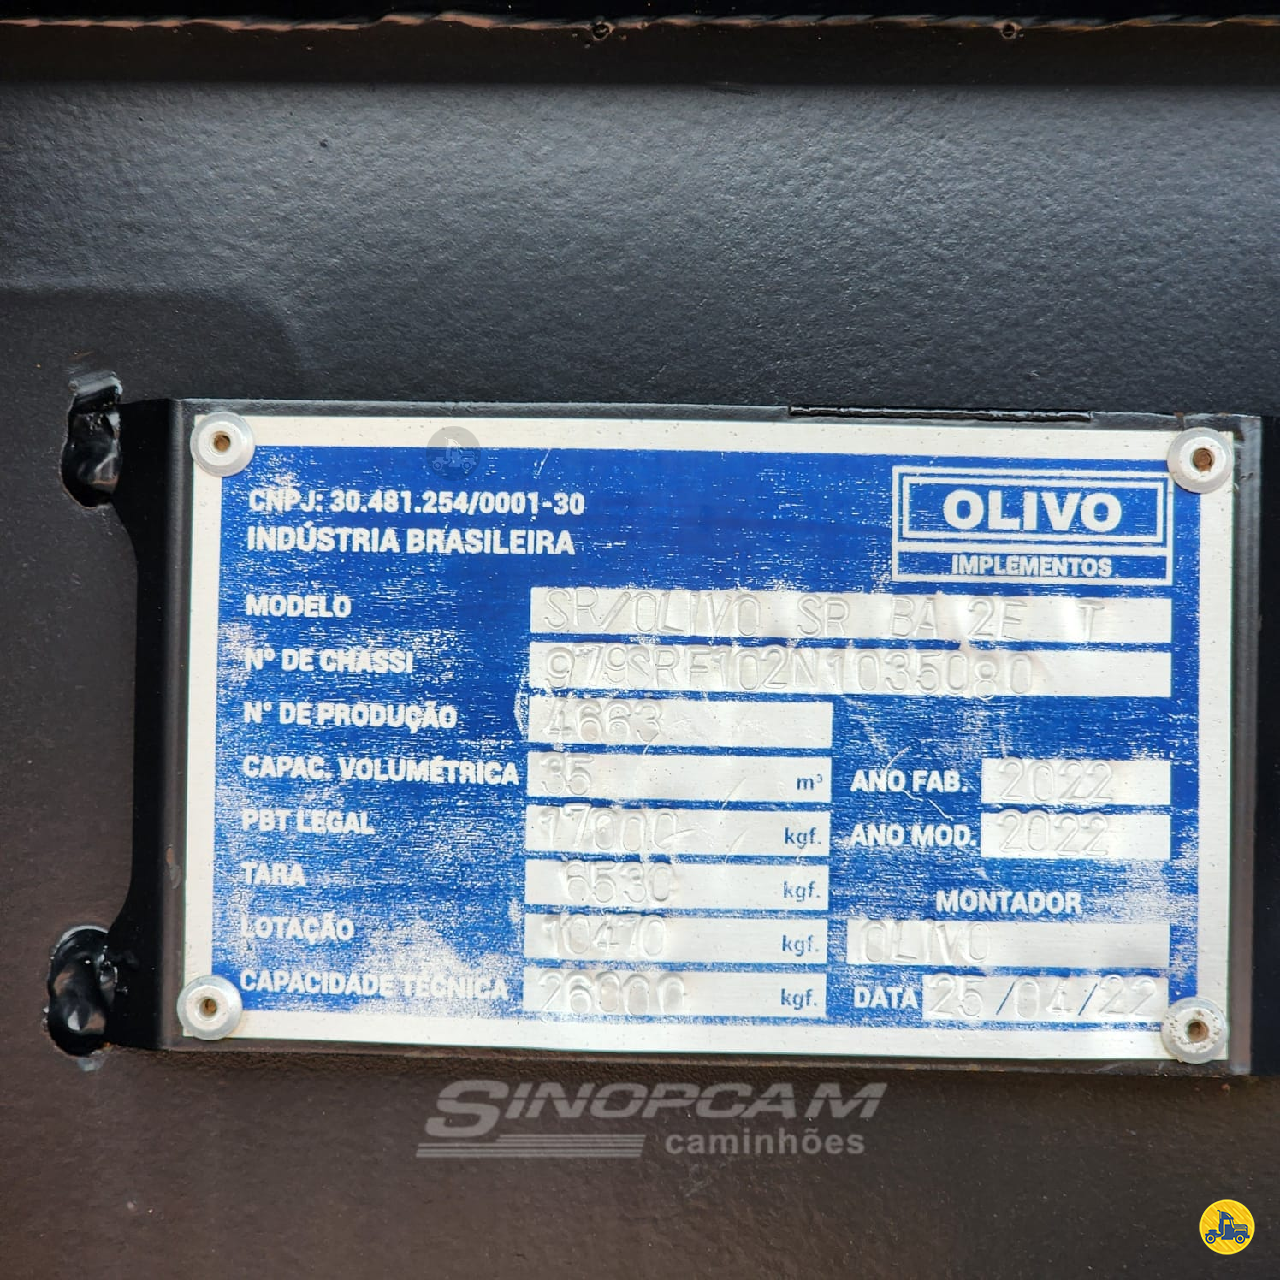 CNPJ: 30.481.254/0001-30
INDÚSTRIA BRASILEIRA
OLIVO
IMPLEMENTOS
MODELO SR/OLIVO SR BA 2E T
Nº DE CHASSI 979SRF102N1035080
Nº DE PRODUÇÃO 4663
CAPAC. VOLUMÉTRICA 35 m³ ANO FAB. 2022
PBT LEGAL 17000 kgf. ANO MOD. 2022
TARA 6530 kgf. MONTADOR
LOTAÇÃO 10470 kgf. OLIVO
CAPACIDADE TÉCNICA 26000 kgf. DATA 25/04/22
SINOPCAM
caminhões